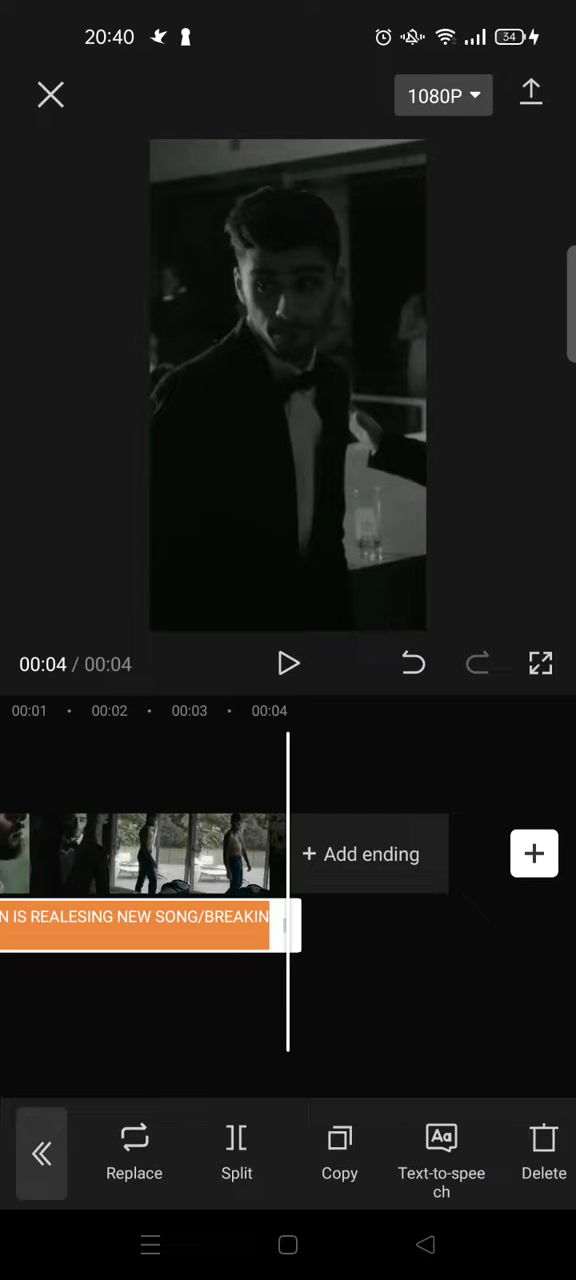 20:40
34
1080P
00:04 / 00:04
00:01 • 00:02 • 00:03 • 00:04
+ Add ending
N IS REALESING NEW SONG/BREAKIN
Replace
Split
Copy
Aa
Text-to-spee
ch
Delete